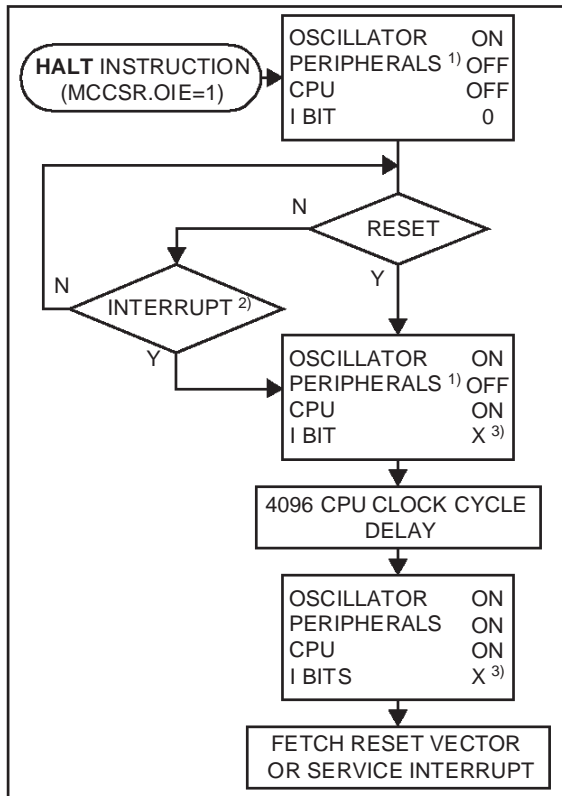 HALT INSTRUCTION
(MCCSR.OIE=1)
OSCILLATOR ON
PERIPHERALS 1) OFF
CPU OFF
I BIT 0
N
RESET
Y
N
INTERRUPT 2)
Y
OSCILLATOR ON
PERIPHERALS 1) OFF
CPU ON
I BIT X 3)
4096 CPU CLOCK CYCLE
DELAY
OSCILLATOR ON
PERIPHERALS ON
CPU ON
I BITS X 3)
FETCH RESET VECTOR
OR SERVICE INTERRUPT